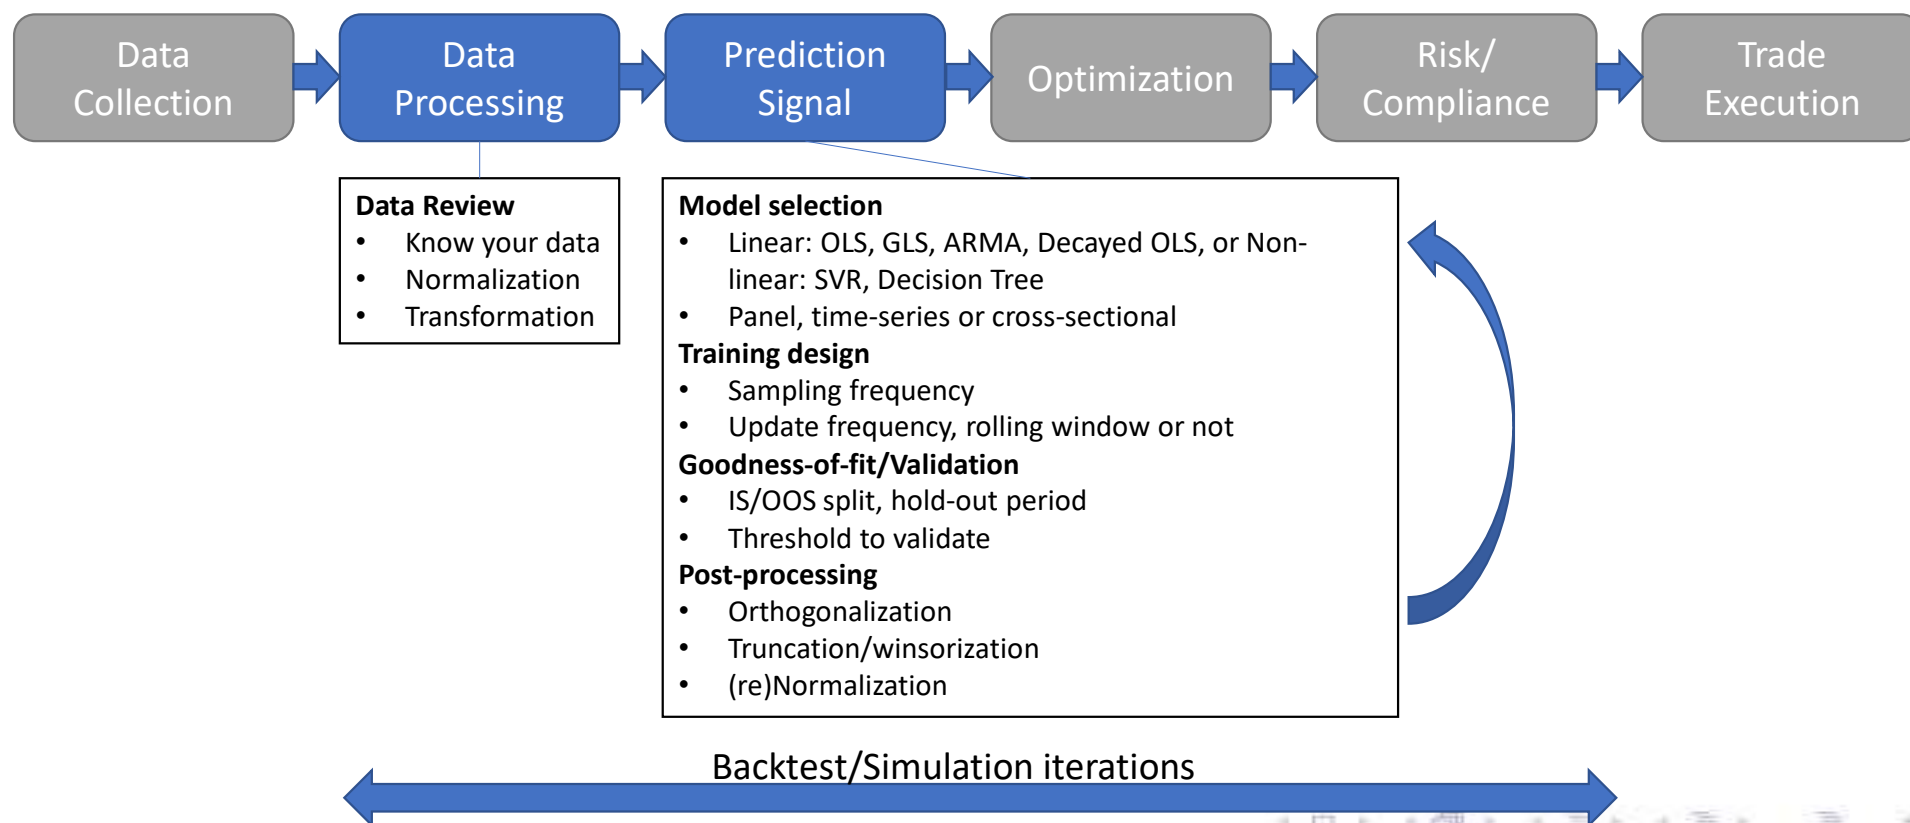 Data
Collection
Data
Processing
Prediction
Signal
Optimization
Risk/
Compliance
Trade
Execution
Data Review
• Know your data
• Normalization
• Transformation
Model selection
• Linear: OLS, GLS, ARMA, Decayed OLS, or Non-
linear: SVR, Decision Tree
• Panel, time-series or cross-sectional
Training design
• Sampling frequency
• Update frequency, rolling window or not
Goodness-of-fit/Validation
• IS/OOS split, hold-out period
• Threshold to validate
Post-processing
• Orthogonalization
• Truncation/winsorization
• (re)Normalization
Backtest/Simulation iterations